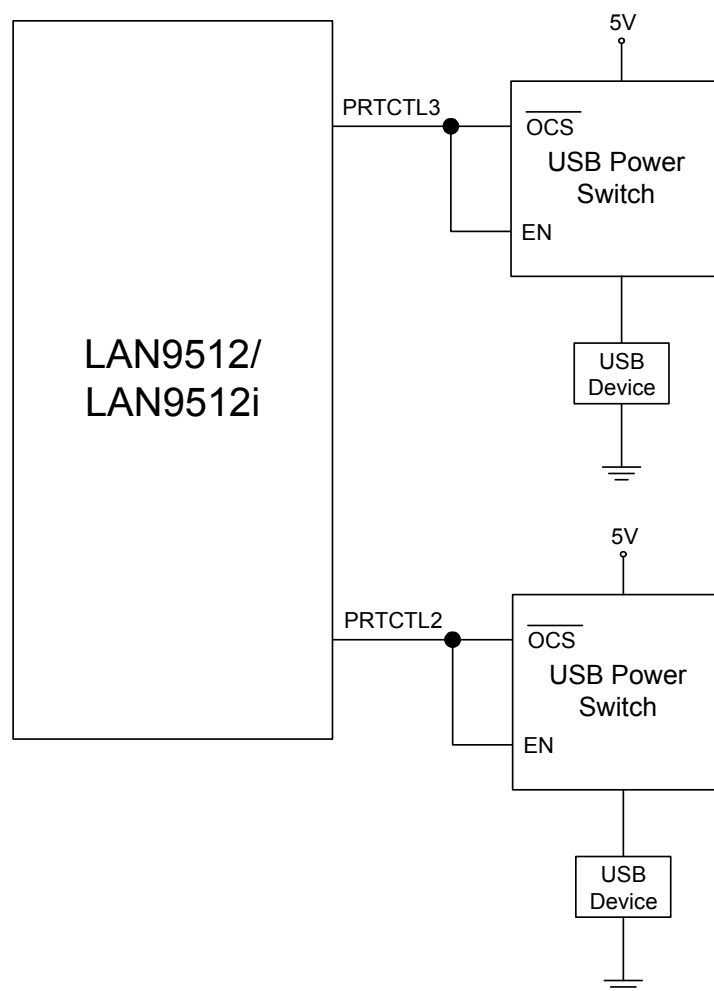 5V
PRTCTL3
OCS
USB Power
Switch
EN
LAN9512/
LAN9512i
USB
Device
5V
PRTCTL2
OCS
USB Power
Switch
EN
USB
Device